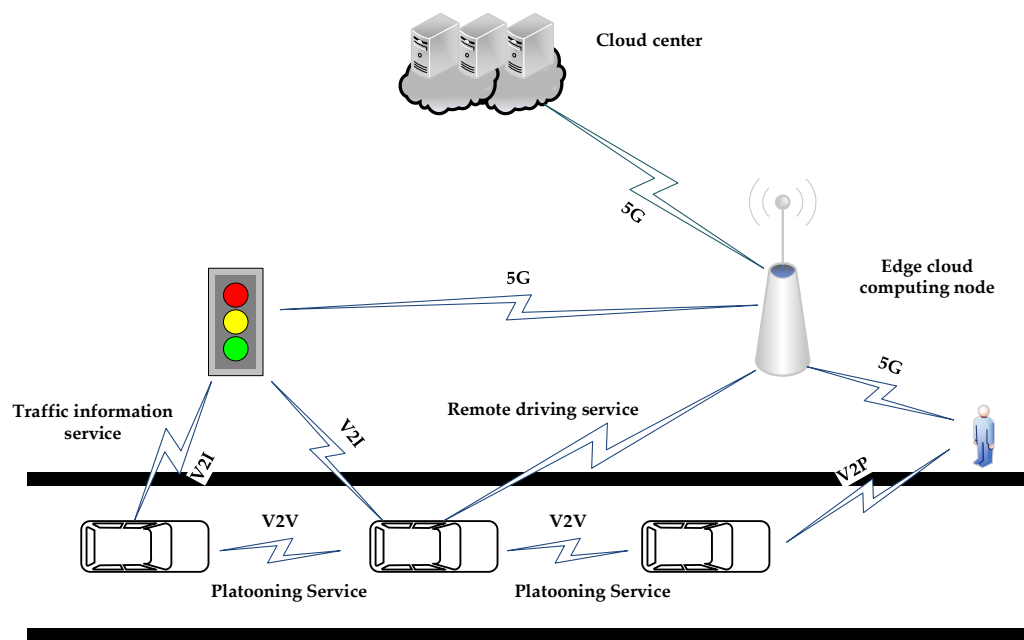 Cloud center
5G
Edge cloud
computing node
5G
5G
Traffic information
service
V2I
V2I
Remote driving service
V2P
V2V
V2V
Platooning Service
Platooning Service